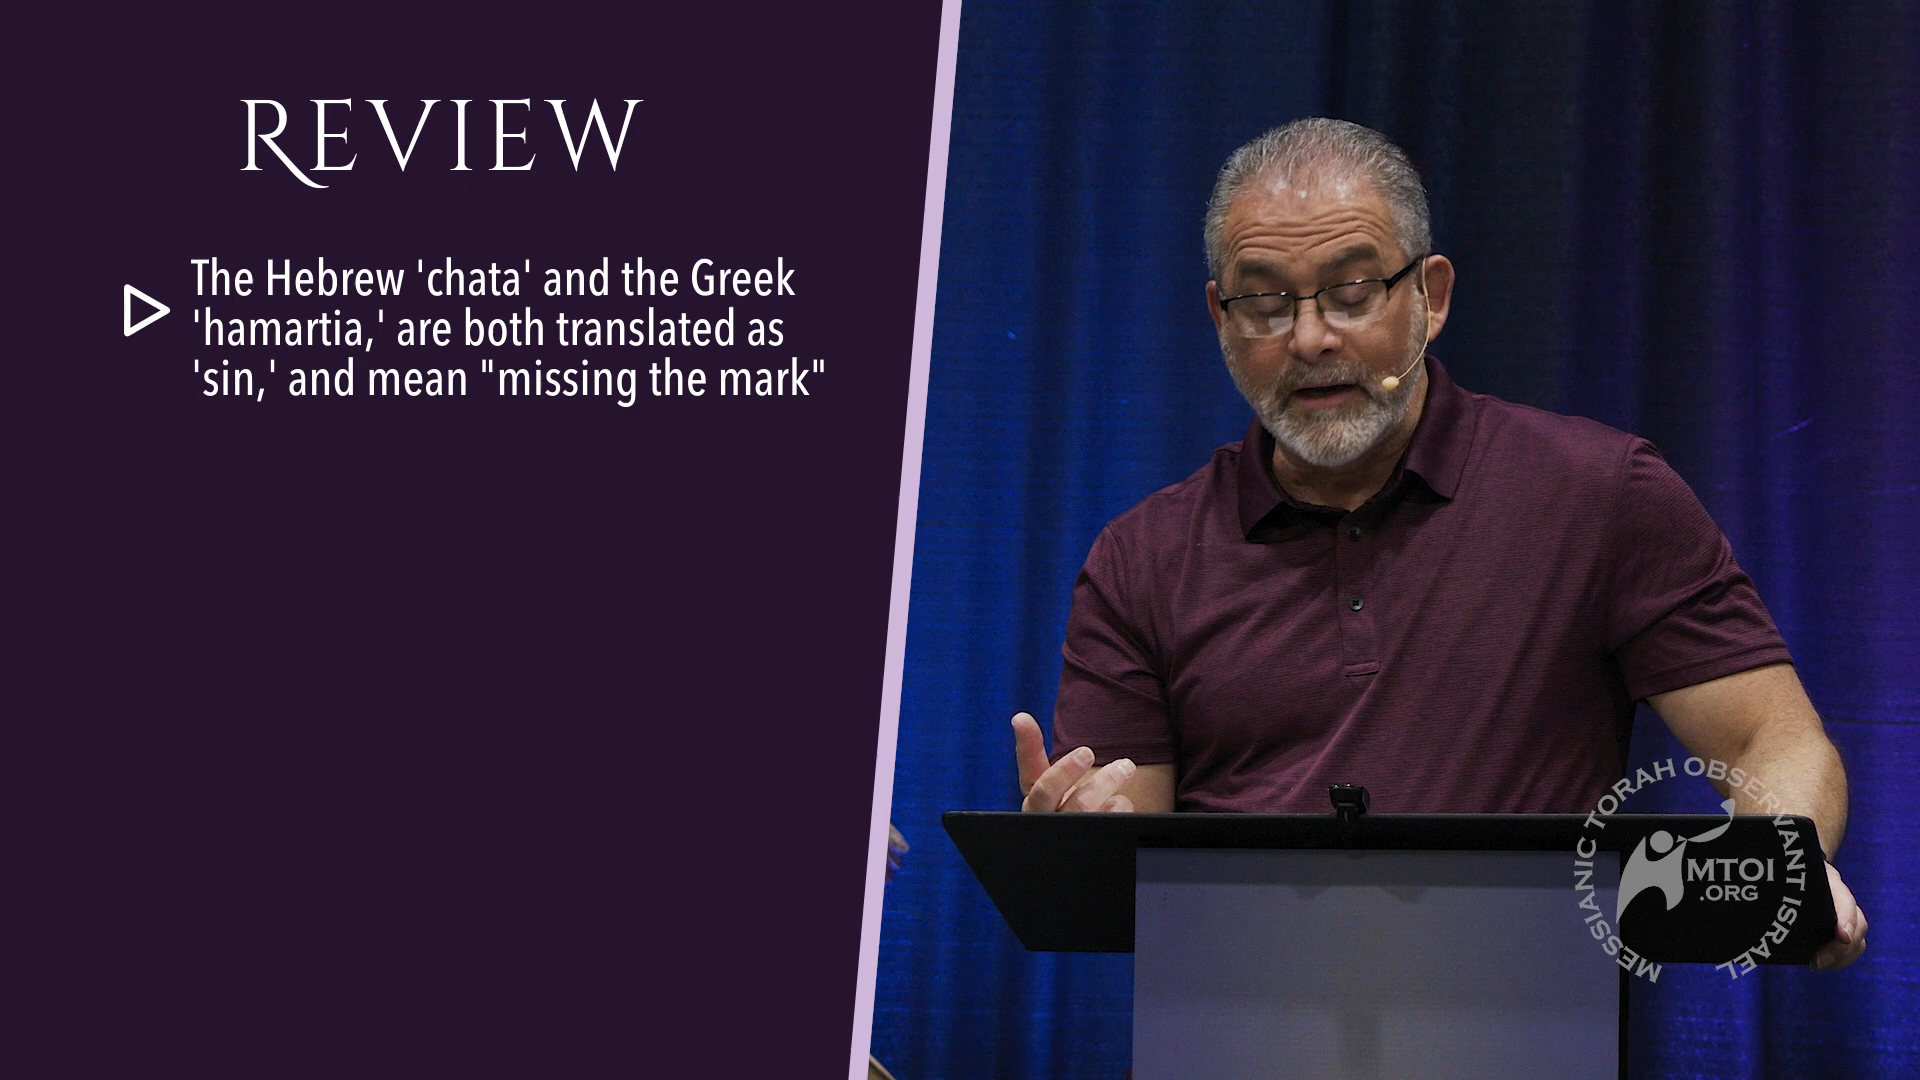 REVIEW
The Hebrew 'chata' and the Greek
'hamartia,' are both translated as
'sin,' and mean "missing the mark"
MESSIANIC TORAH OBSERVANT ISRAEL
MTOI
.ORG